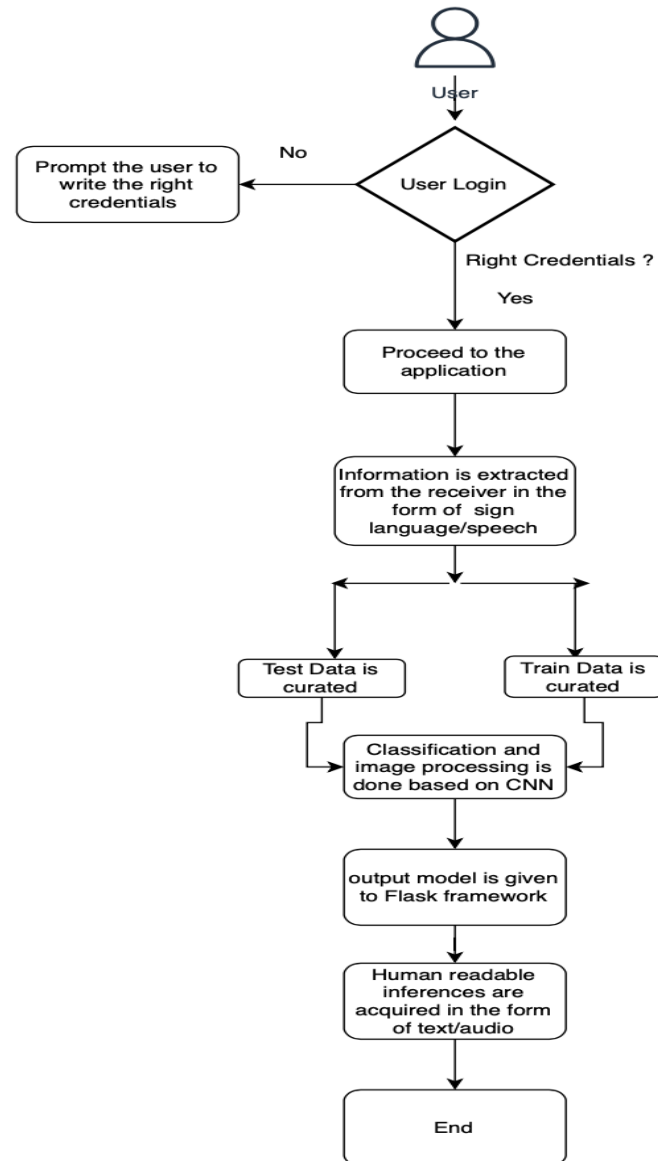 User
No
Prompt the user to
write the right
credentials
User Login
Right Credentials ?
Yes
Proceed to the
application
Information is extracted
from the receiver in the
form of sign
language/speech
Test Data is
curated
Train Data is
curated
Classification and
image processing is
done based on CNN
output model is given
to Flask framework
Human readable
inferences are
acquired in the form
of text/audio
End